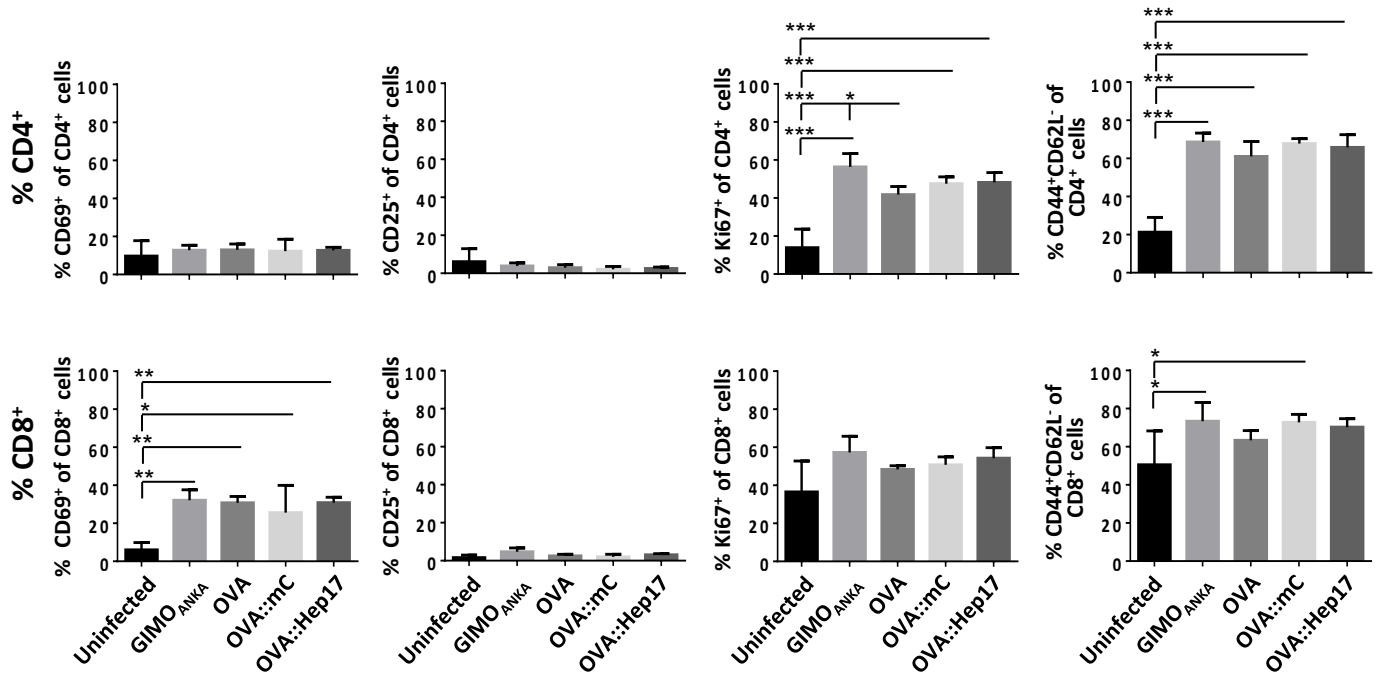 % CD4⁺
% CD69⁺ of CD4⁺ cells
100
80
60
40
20
0
% CD25⁺ of CD4⁺ cells
100
80
60
40
20
0
% Ki67⁺ of CD4⁺ cells
100
80
60
40
20
0
***
***
*** *
***
% CD44⁺CD62L⁻ of
CD4⁺ cells
100
80
60
40
20
0
***
***
***
***
% CD8⁺
% CD69⁺ of CD8⁺ cells
100
80
60
40
20
0
**
*
**
**
% CD25⁺ of CD8⁺ cells
100
80
60
40
20
0
% Ki67⁺ of CD8⁺ cells
100
80
60
40
20
0
% CD44⁺CD62L⁻ of
CD8⁺ cells
100
80
60
40
20
0
*
*
Uninfected
GIMO_ANKA
OVA
OVA::mC
OVA::Hep17
Uninfected
GIMO_ANKA
OVA
OVA::mC
OVA::Hep17
Uninfected
GIMO_ANKA
OVA
OVA::mC
OVA::Hep17
Uninfected
GIMO_ANKA
OVA
OVA::mC
OVA::Hep17